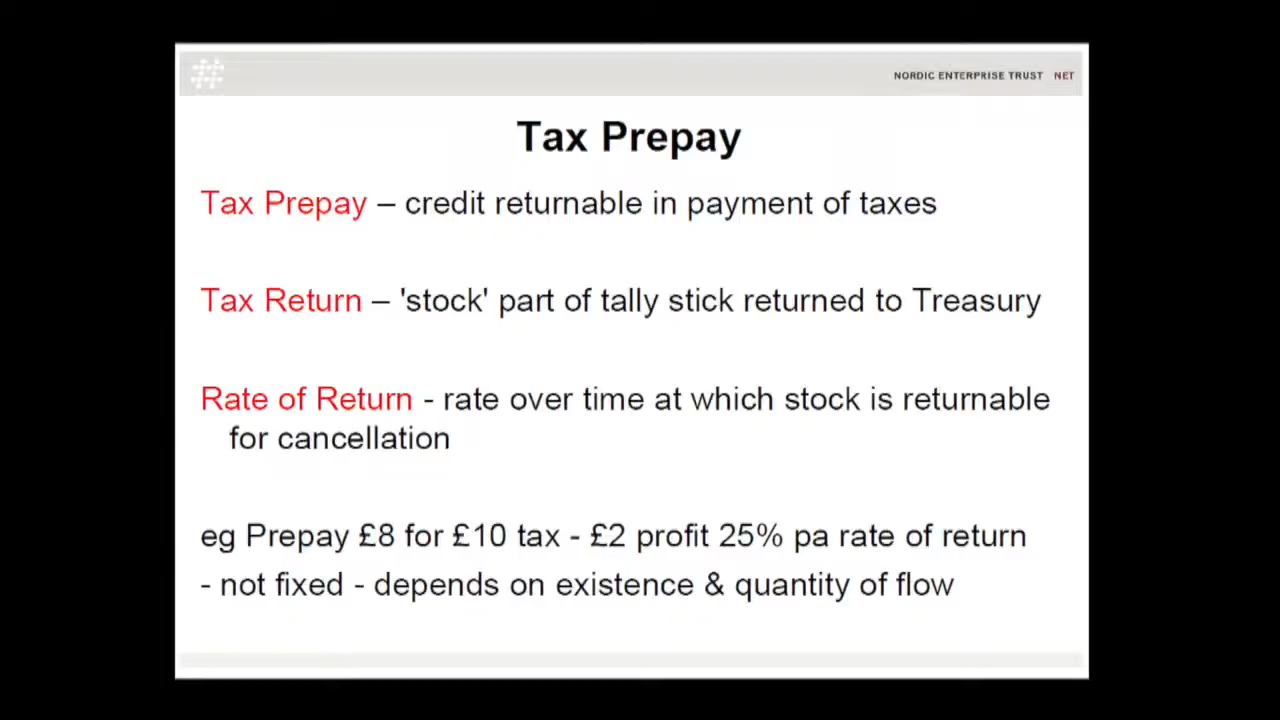 NORDIC ENTERPRISE TRUST NET
Tax Prepay
Tax Prepay – credit returnable in payment of taxes
Tax Return – 'stock' part of tally stick returned to Treasury
Rate of Return - rate over time at which stock is returnable
for cancellation
eg Prepay £8 for £10 tax - £2 profit 25% pa rate of return
- not fixed - depends on existence & quantity of flow